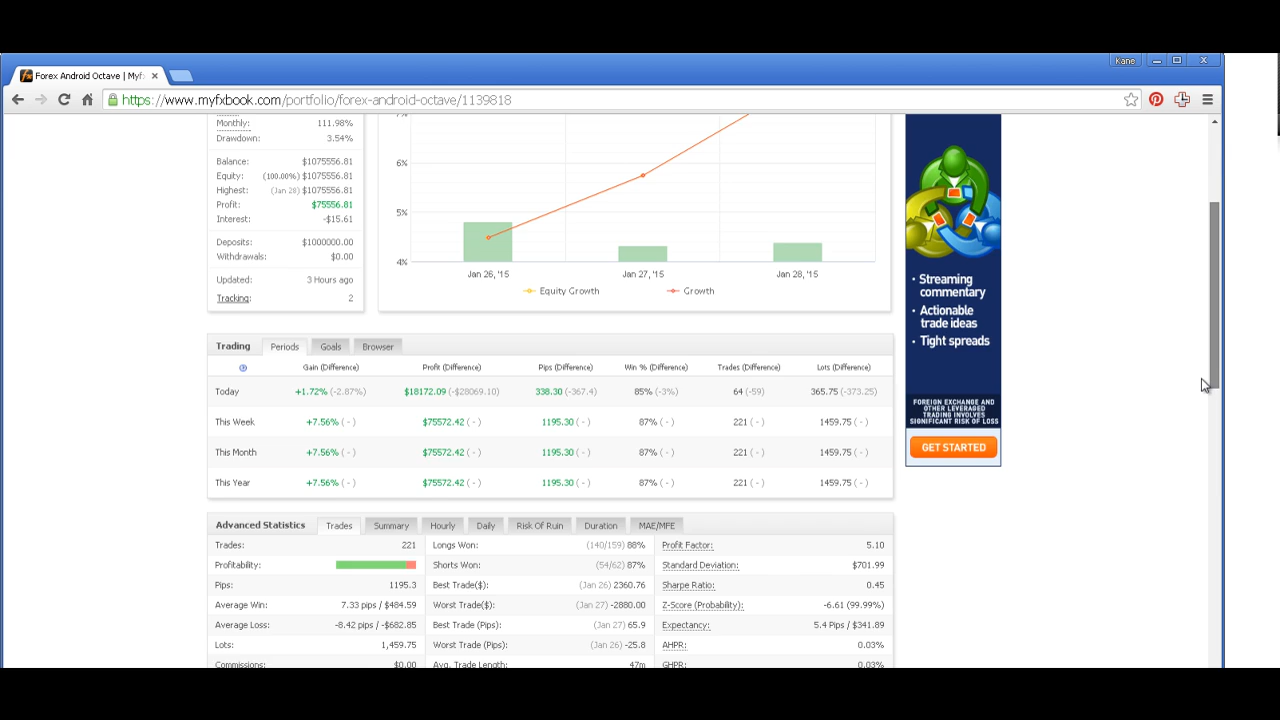 Kane
Forex Android Octave | Myfx
https://www.myfxbook.com/portfolio/forex-android-octave/1139818
Monthly: 111.98%
Drawdown: 3.54%
Balance: $1075556.81
Equity: (100.00%) $1075556.81
Highest: (Jan 28) $1075556.81
Profit: $75556.81
Interest: -$15.61
Deposits: $1000000.00
Withdrawals: $0.00
Updated: 3 Hours ago
Tracking: 2
7%
6%
5%
4%
Jan 26, '15 Jan 27, '15 Jan 28, '15
Equity Growth Growth
Streaming
commentary
Actionable
trade ideas
Tight spreads
FOREIGN EXCHANGE AND
OTHER LEVERAGED
TRADING INVOLVES
SIGNIFICANT RISK OF LOSS
GET STARTED
Trading Periods Goals Browser
Gain (Difference) Profit (Difference) Pips (Difference) Win % (Difference) Trades (Difference) Lots (Difference)
Today +1.72% (-2.87%) $18172.09 (-$28069.10) 338.30 (-367.4) 85% (-3%) 64 (-59) 365.75 (-373.25)
This Week +7.56% ( - ) $75572.42 ( - ) 1195.30 ( - ) 87% ( - ) 221 ( - ) 1459.75 ( - )
This Month +7.56% ( - ) $75572.42 ( - ) 1195.30 ( - ) 87% ( - ) 221 ( - ) 1459.75 ( - )
This Year +7.56% ( - ) $75572.42 ( - ) 1195.30 ( - ) 87% ( - ) 221 ( - ) 1459.75 ( - )
Advanced Statistics Trades Summary Hourly Daily Risk Of Ruin Duration MAE/MFE
Trades: 221 Longs Won: (140/159) 88% Profit Factor: 5.10
Profitability: Shorts Won: (54/62) 87% Standard Deviation: $701.99
Pips: 1195.3 Best Trade($): (Jan 26) 2360.76 Sharpe Ratio: 0.45
Average Win: 7.33 pips / $484.59 Worst Trade($): (Jan 27) -2880.00 Z-Score (Probability): -6.61 (99.99%)
Average Loss: -8.42 pips / -$682.85 Best Trade (Pips): (Jan 27) 65.9 Expectancy: 5.4 Pips / $341.89
Lots: 1,459.75 Worst Trade (Pips): (Jan 26) -25.8 AHPR: 0.03%
Commissions: $0.00 Avg. Trade Length: 47m GHPR: 0.03%